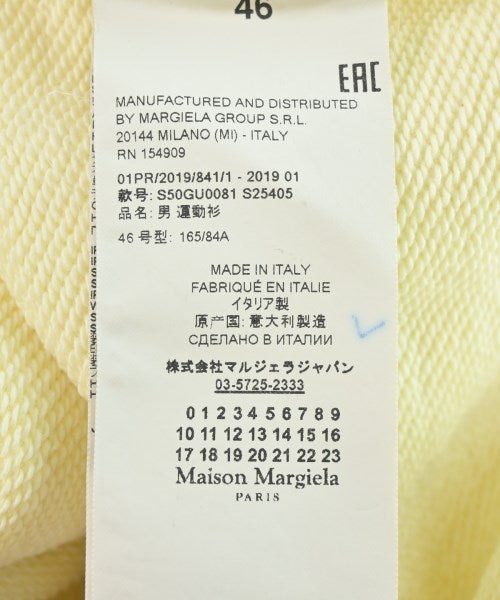 46
EAC
MANUFACTURED AND DISTRIBUTED
BY MARGIELA GROUP S.R.L.
20144 MILANO (MI) - ITALY
RN 154909
01PR/2019/841/1 - 2019 01
款号: S50GU0081 S25405
品名: 男 運動衫
46 号型: 165/84A
MADE IN ITALY
FABRIQUÉ EN ITALIE
イタリア製
原产国: 意大利製造
СДЕЛАНО В ИТАЛИИ
株式会社マルジェラジャパン
03-5725-2333
0 1 2 3 4 5 6 7 8 9
10 11 12 13 14 15 16
17 18 19 20 21 22 23
Maison Margiela
PARIS